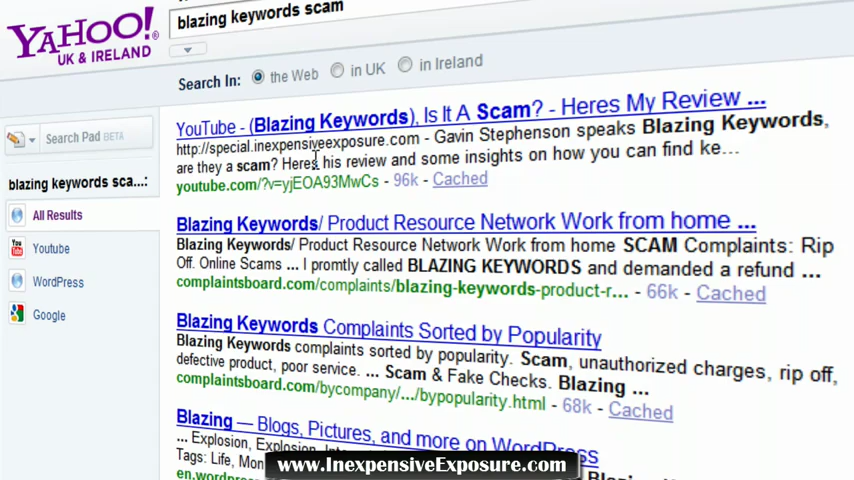 blazing keywords scam
YAHOO!®
UK & IRELAND
Search In: the Web in UK in Ireland
Search Pad BETA
blazing keywords sca...:
All Results
Youtube
WordPress
Google
YouTube - (Blazing Keywords), Is It A Scam? - Heres My Review ...
http://special.inexpensiveexposure.com - Gavin Stephenson speaks Blazing Keywords,
are they a scam? Heres his review and some insights on how you can find ke...
youtube.com/?v=yjEOA93MwCs - 96k - Cached
Blazing Keywords/ Product Resource Network Work from home ...
Blazing Keywords/ Product Resource Network Work from home SCAM Complaints: Rip
Off. Online Scams ... I promtly called BLAZING KEYWORDS and demanded a refund ...
complaintsboard.com/complaints/blazing-keywords-product-r... - 66k - Cached
Blazing Keywords Complaints Sorted by Popularity
Blazing Keywords complaints sorted by popularity. Scam, unauthorized charges, rip off,
defective product, poor service. ... Scam & Fake Checks. Blazing ...
complaintsboard.com/bycompany/.../bypopularity.html - 68k - Cached
Blazing — Blogs, Pictures, and more on WordPress
... Explosion, Explosion,
Tags: Life,
www.InexpensiveExposure.com